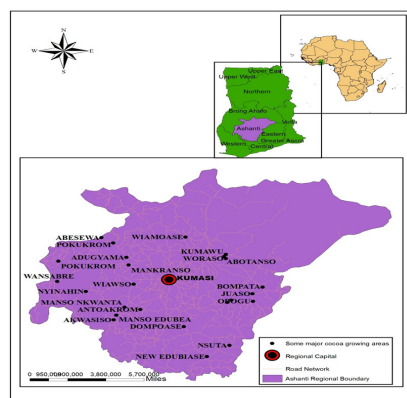 N
W
E
S
Upper East
Upper West
Northern
Brong Ahafo
Volta
Ashanti
Eastern
Western
Greater Accra
Central
ABESEWA
WIAMOASE
POKUKROM
KUMAWU
ADUGYAMA
WORASO
ABOTANSO
POKUKROM
MANKRANSO
WANSABRE
KUMASI
WIAWSO
BOMPATA
NYINAHIN
JUASO
MANSO NKWANTA
OFOGU
ANTOAKROM
AKWASISO
MANSO EDUBEA
DOMPOASE
NSUTA
NEW EDUBIASE
Some major cocoa growing areas
Regional Capital
Road Network
Ashanti Regional Boundary
0 950,0001,900,000 3,800,000 5,700,000
Miles